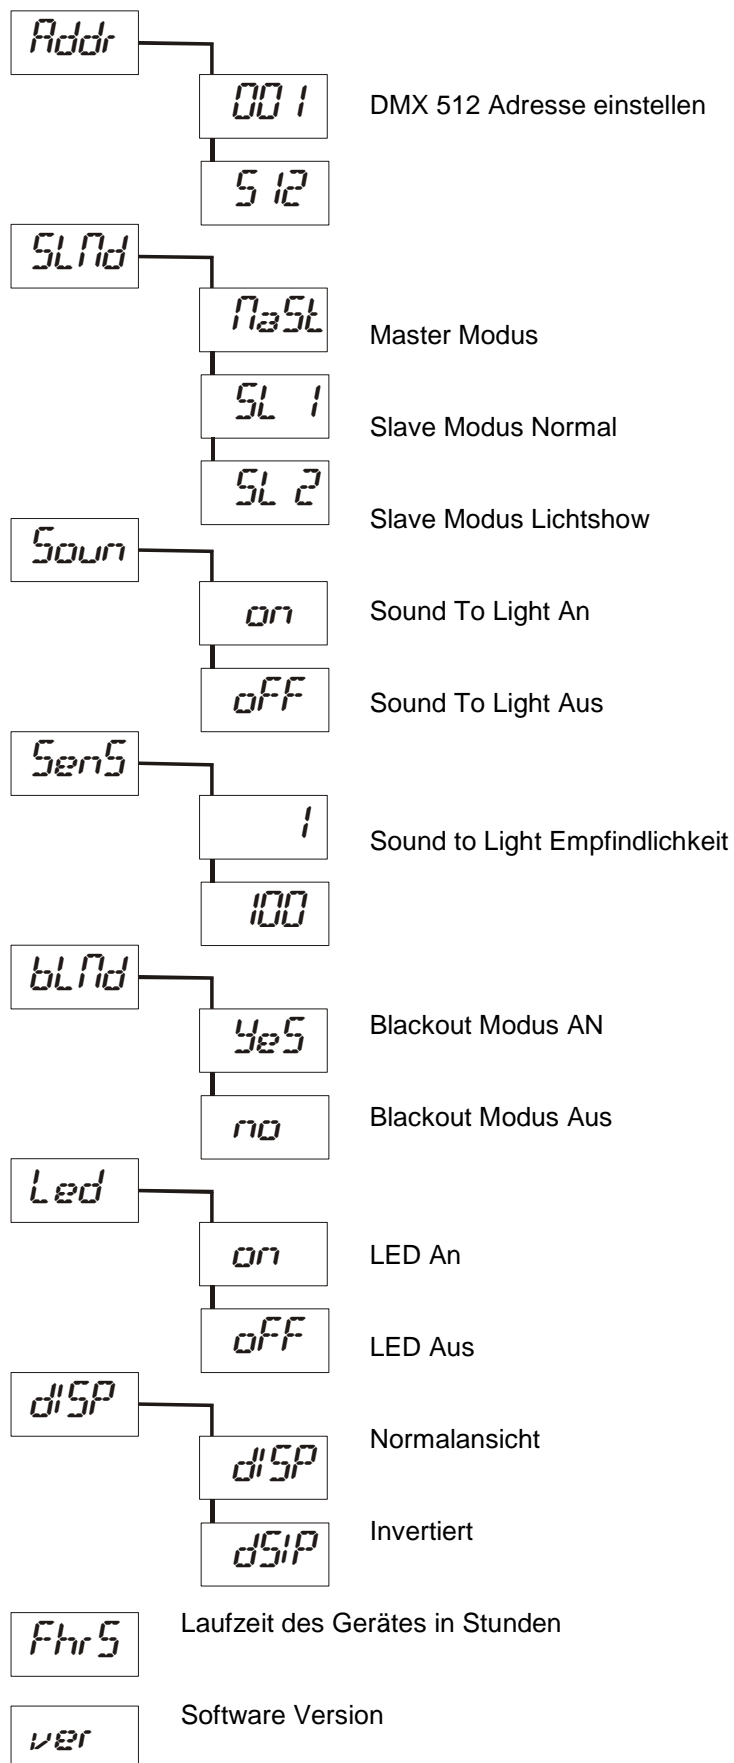 Addr
001 DMX 512 Adresse einstellen
512
SLMd
MaSt
Master Modus
SL 1
Slave Modus Normal
SL 2
Slave Modus Lichtshow
Soun
on Sound To Light An
oFF Sound To Light Aus
SenS
1 Sound to Light Empfindlichkeit
100
bLMd
YeS Blackout Modus AN
no Blackout Modus Aus
Led
on LED An
oFF LED Aus
diSP
Normalansicht
diSP
Invertiert
dSiP
FhrS Laufzeit des Gerätes in Stunden
ver Software Version